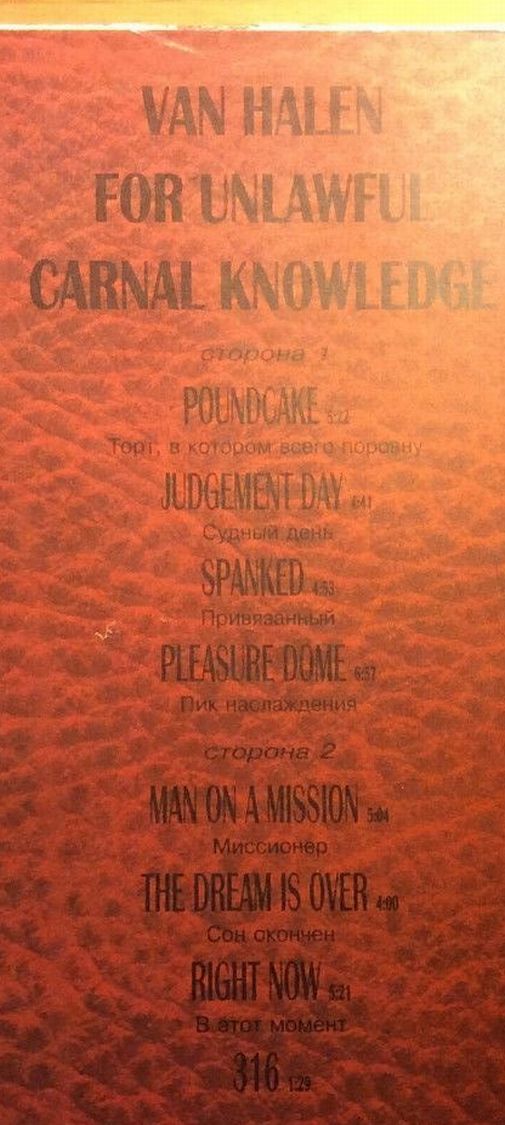 VAN HALEN
FOR UNLAWFUL
CARNAL KNOWLEDGE
сторона 1
POUNDCAKE 5:22
Торт, в котором всего поровну
JUDGEMENT DAY 4:41
Судный день
SPANKED 4:53
Привязанный
PLEASURE DOME 6:57
Пик наслаждения
сторона 2
MAN ON A MISSION 5:04
Миссионер
THE DREAM IS OVER 4:00
Сон окончен
RIGHT NOW 5:21
В этот момент
316 1:29